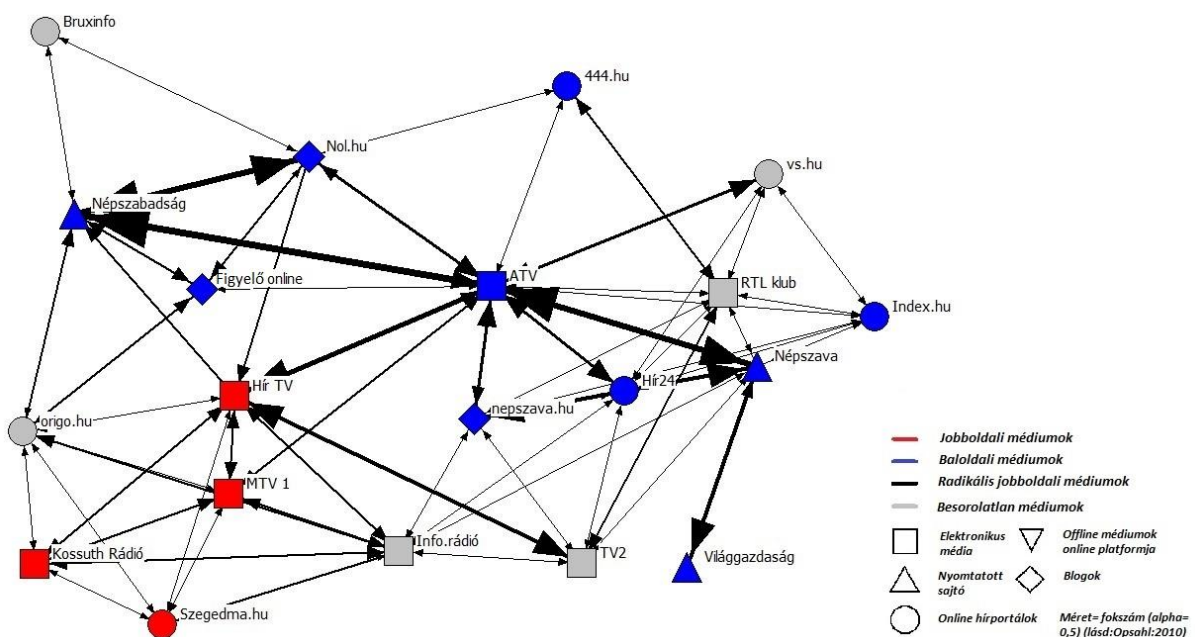 Bruxinfo
444.hu
Nol.hu
vs.hu
Népszabadság
Figyelő online
ATV
RTL klub
Index.hu
Népszava
Hír TV
Hír24
nepszava.hu
origo.hu
MTV 1
Info.rádió
TV2
Kossuth Rádió
Világgazdaság
Szegedma.hu
Jobboldali médiumok
Baloldali médiumok
Radikális jobboldali médiumok
Besorolatlan médiumok
Elektronikus
média
Offline médiumok
online platformja
Nyomtatott
sajtó
Blogok
Online hírportálok
Méret= fokszám (alpha=
0,5) (lásd:Opsahl:2010)